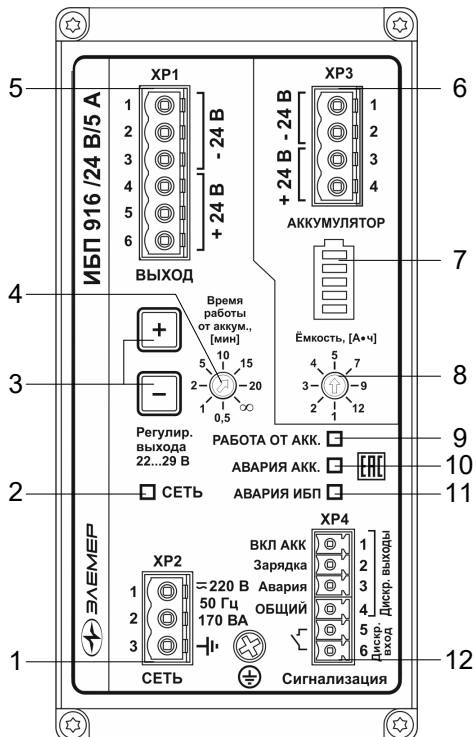 5
6
7
4
3
8
9
10
2
11
1
12
ИБП 916 /24 В/5 А
ЭЛЕМЕР
XP1
1
2
3
4
5
6
- 24 В
+ 24 В
ВЫХОД
XP3
1
2
3
4
- 24 В
+ 24 В
АККУМУЛЯТОР
+
−
Регулир.
выхода
22...29 В
Время
работы
от аккум.,
[мин]
0,5
1
2
5
10
15
20
∞
Ёмкость, [А•ч]
1
2
3
4
5
7
9
12
РАБОТА ОТ АКК.
АВАРИЯ АКК.
EAC
АВАРИЯ ИБП
СЕТЬ
XP2
1
2
3
≂220 В
50 Гц
170 ВА
СЕТЬ
XP4
ВКЛ АКК 1
Зарядка 2
Авария 3
ОБЩИЙ 4
5
6
Дискр. выходы
Дискр.
вход
Сигнализация